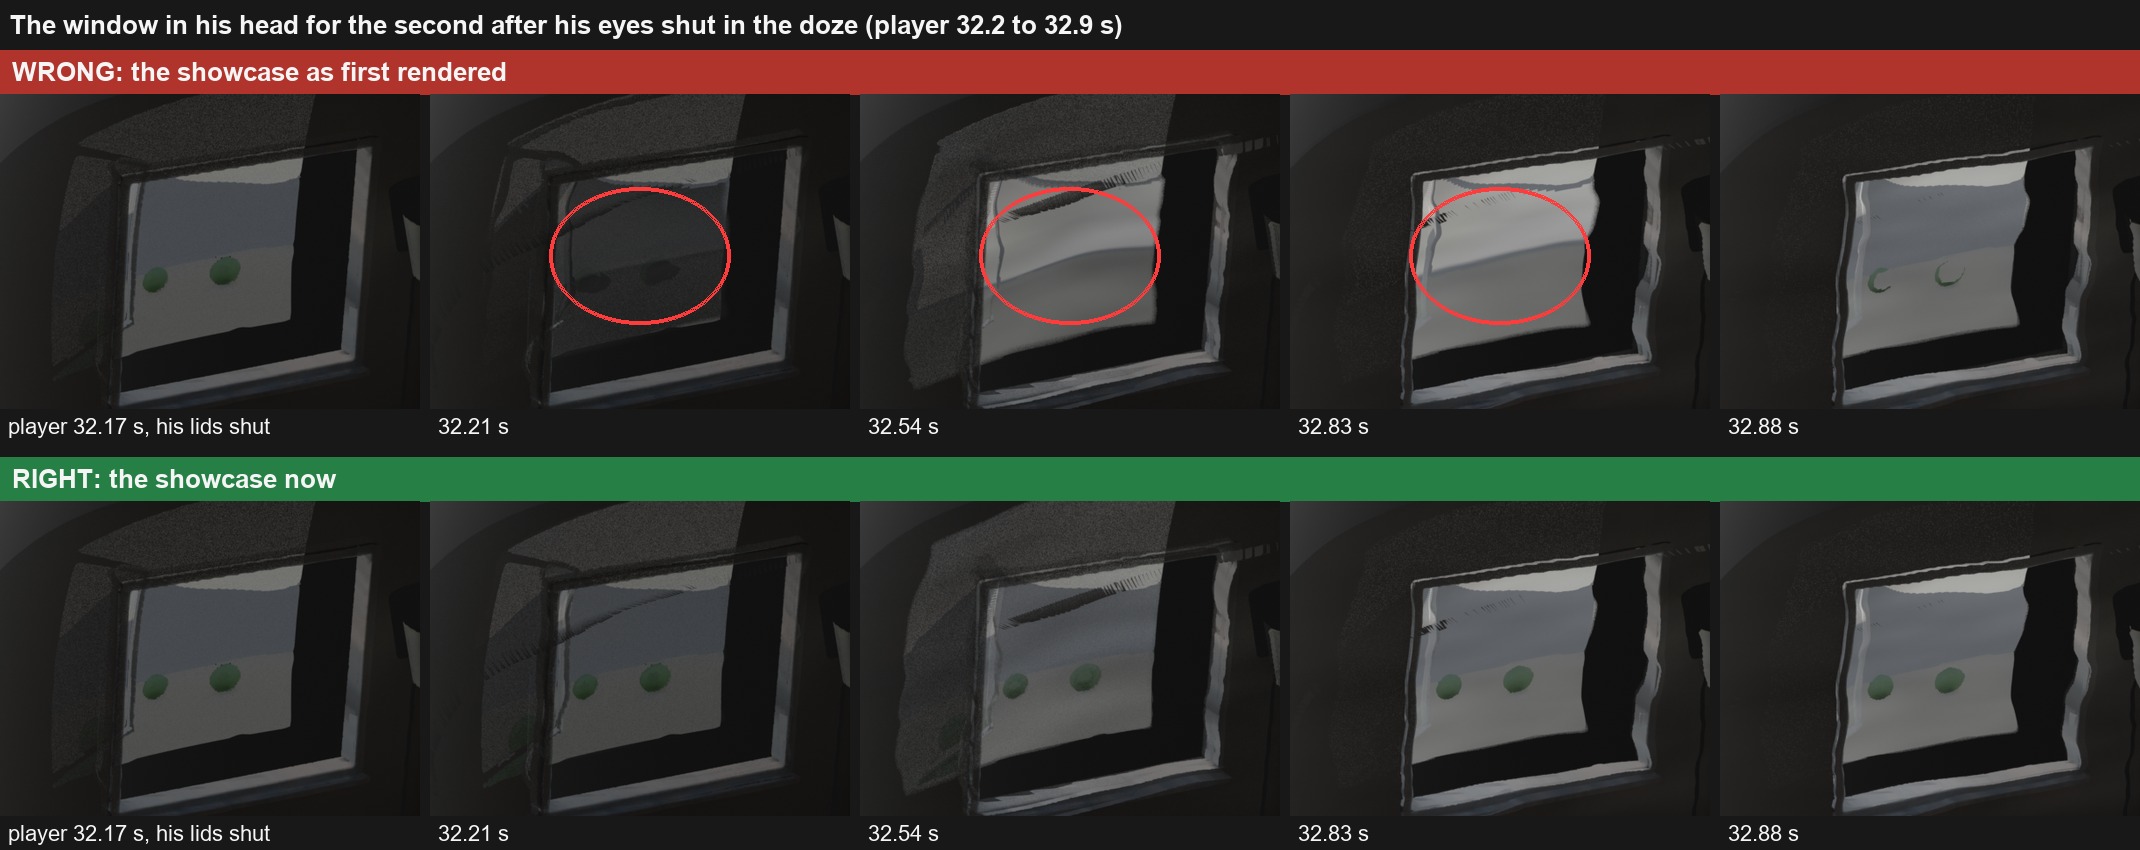 The window in his head for the second after his eyes shut in the doze (player 32.2 to 32.9 s)
WRONG: the showcase as first rendered
player 32.17 s, his lids shut
32.21 s
32.54 s
32.83 s
32.88 s
RIGHT: the showcase now
player 32.17 s, his lids shut
32.21 s
32.54 s
32.83 s
32.88 s